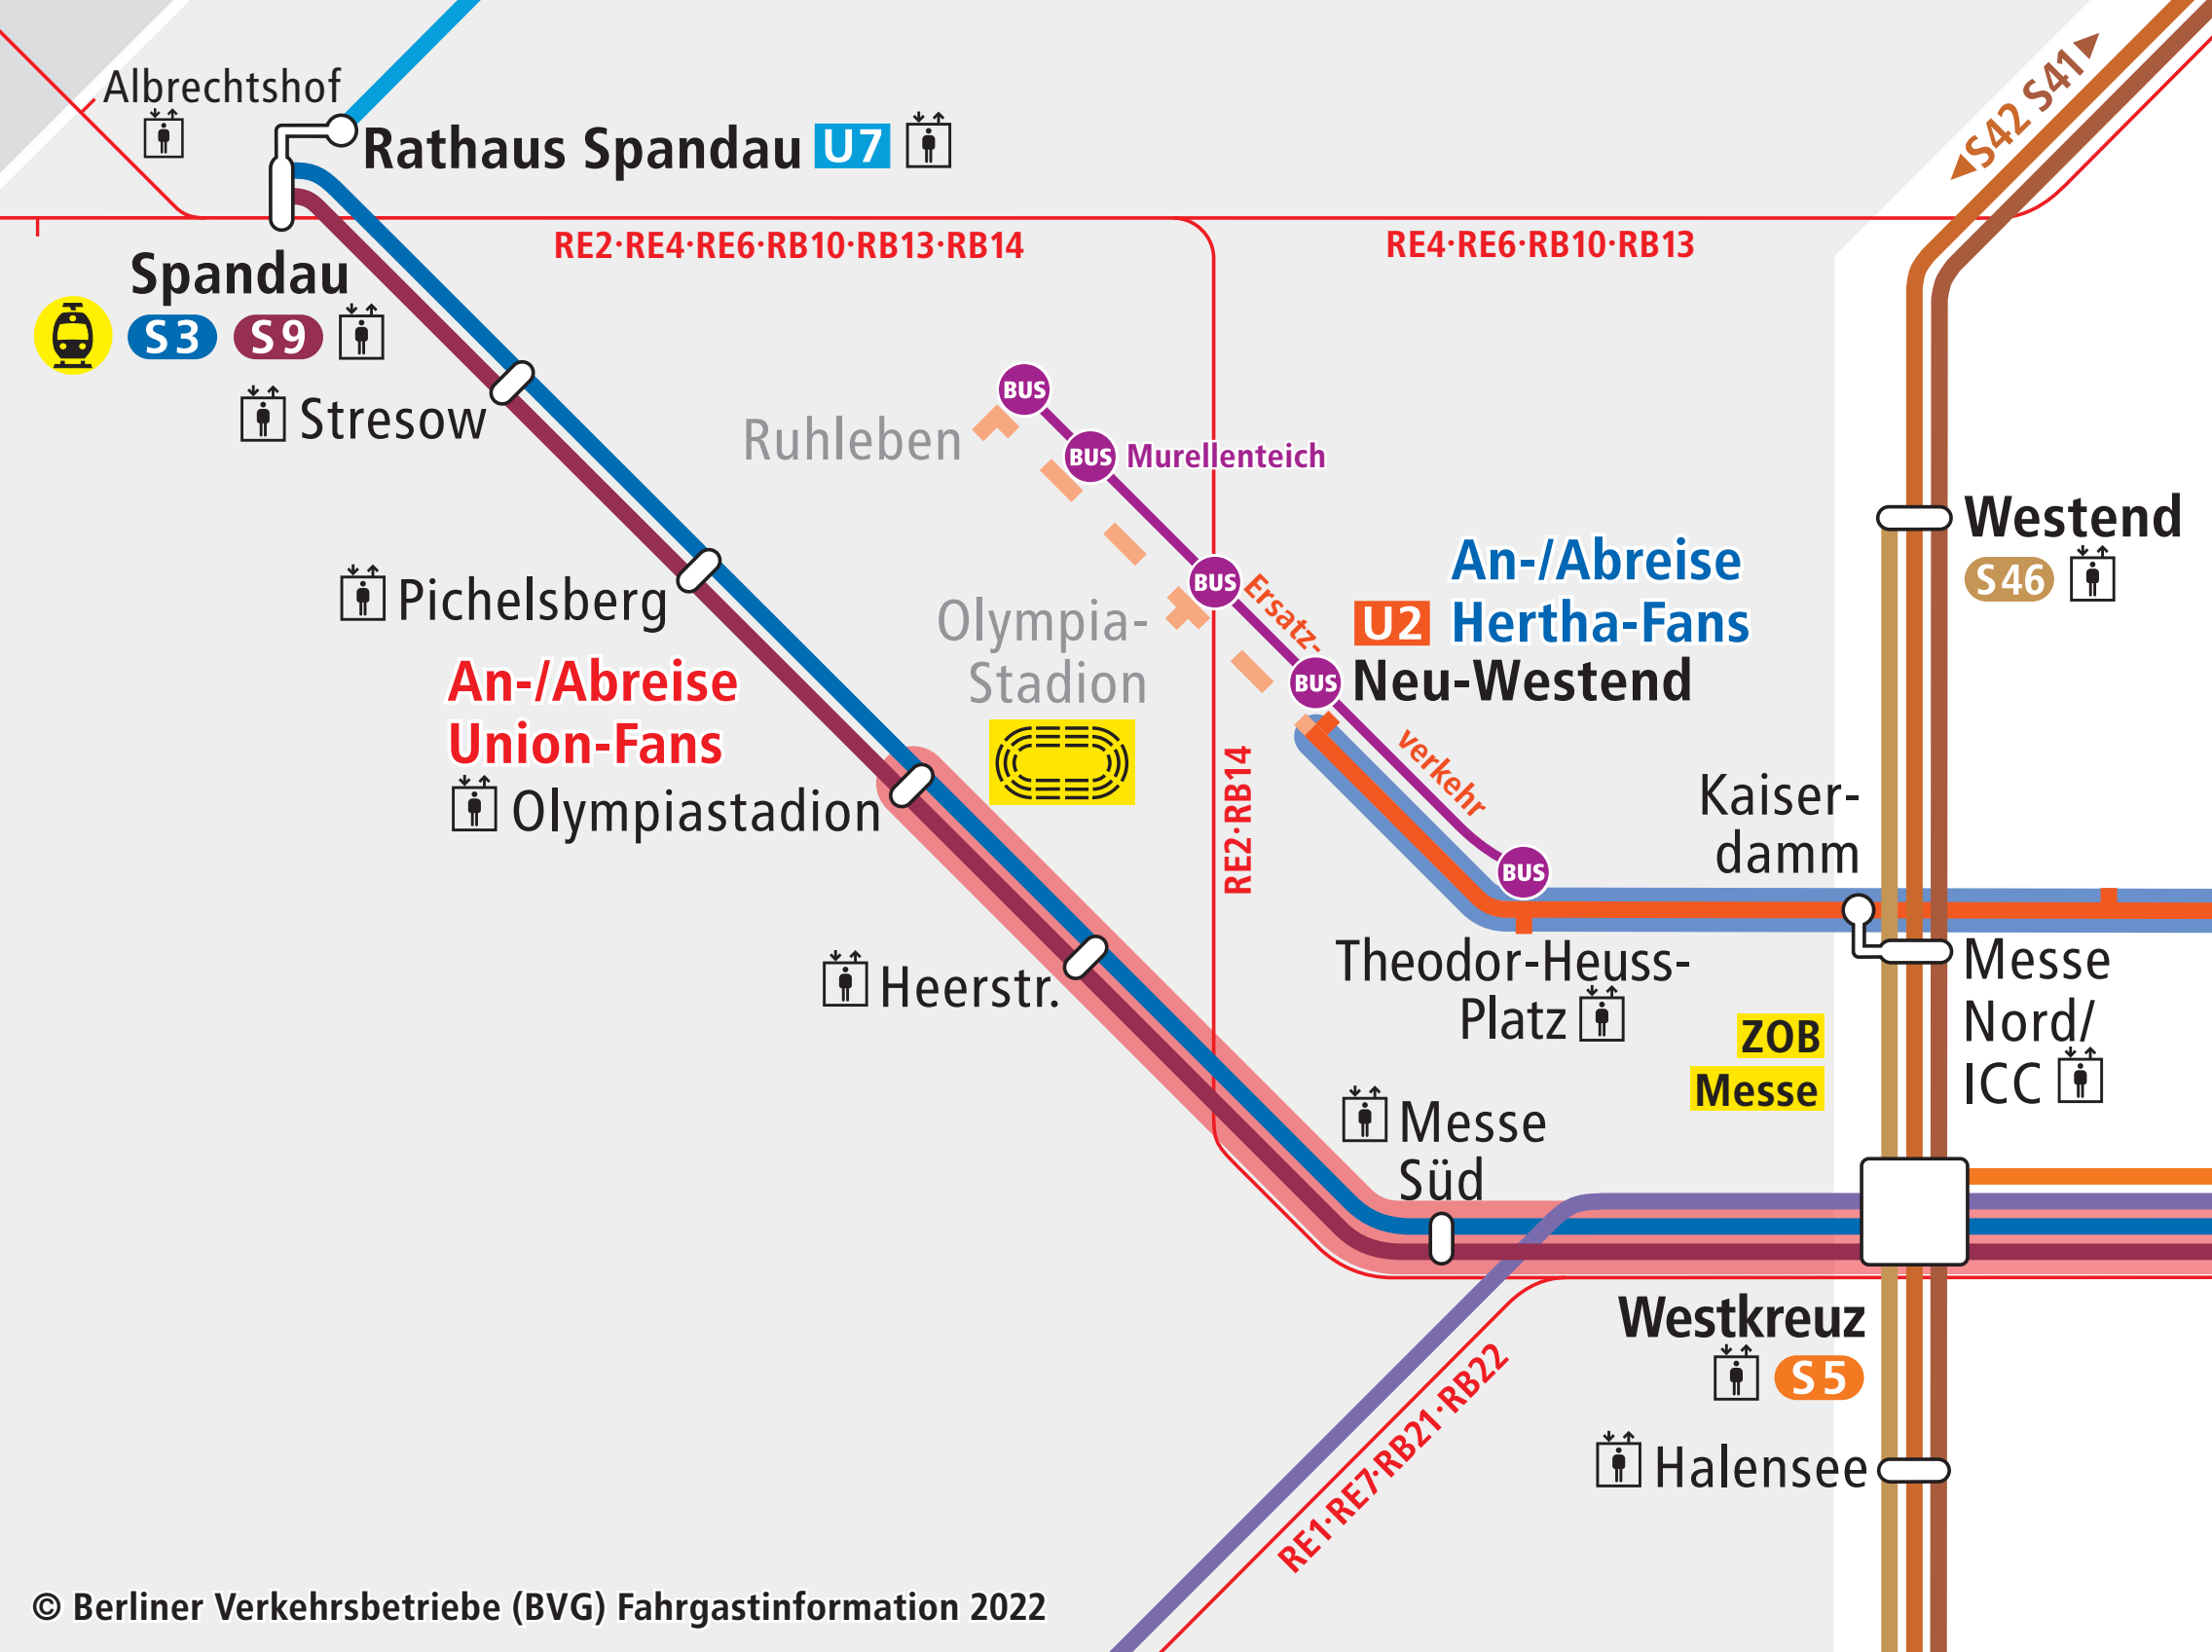 Albrechtshof
Rathaus Spandau U7
S42 S41
RE2·RE4·RE6·RB10·RB13·RB14
RE4·RE6·RB10·RB13
Spandau
S3 S9
Stresow
BUS
Ruhleben
BUS Murellenteich
Westend
S46
Pichelsberg
BUS
Ersatz-
verkehr
An-/Abreise
U2 Hertha-Fans
BUS Neu-Westend
Olympia-
Stadion
An-/Abreise
Union-Fans
Olympiastadion
RE2·RB14
Kaiser-
damm
BUS
Theodor-Heuss-
Platz
Heerstr.
Messe
Nord/
ICC
ZOB
Messe
Messe
Süd
Westkreuz
S5
RE1·RE7·RB21·RB22
Halensee
© Berliner Verkehrsbetriebe (BVG) Fahrgastinformation 2022